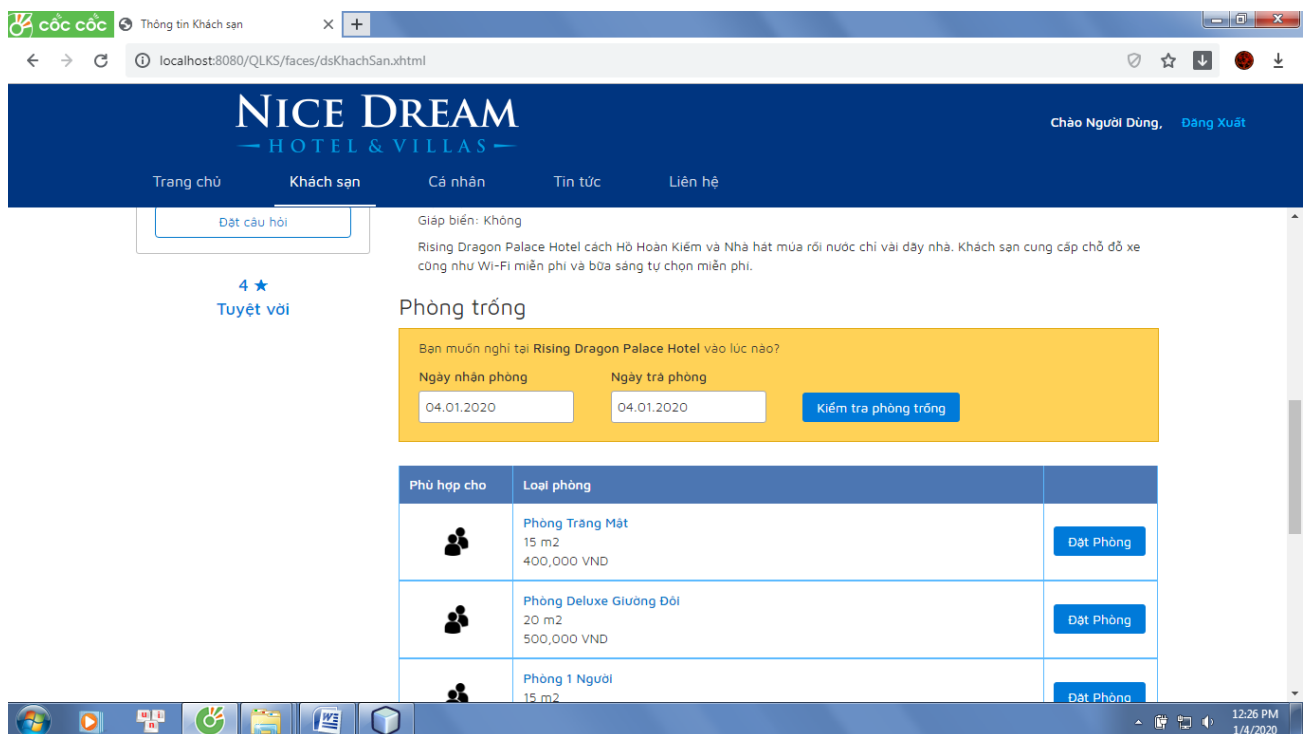 cốc cốc
Thông tin Khách sạn
localhost:8080/QLKS/faces/dsKhachSan.xhtml
NICE DREAM
HOTEL & VILLAS
Chào Người Dùng, Đăng Xuất
Trang chủ Khách sạn Cá nhân Tin tức Liên hệ
Đặt câu hỏi
4 ★
Tuyệt vời
Giáp biển: Không
Rising Dragon Palace Hotel cách Hồ Hoàn Kiếm và Nhà hát múa rối nước chỉ vài dãy nhà. Khách sạn cung cấp chỗ đỗ xe
cũng như Wi-Fi miễn phí và bữa sáng tự chọn miễn phí.
Phòng trống
Bạn muốn nghỉ tại Rising Dragon Palace Hotel vào lúc nào?
Ngày nhận phòng Ngày trả phòng
04.01.2020 04.01.2020 Kiểm tra phòng trống
Phù hợp cho Loại phòng
Phòng Trăng Mật
15 m2
400,000 VND
Đặt Phòng
Phòng Deluxe Giường Đôi
20 m2
500,000 VND
Đặt Phòng
Phòng 1 Người
15 m2
Đặt Phòng
12:26 PM
1/4/2020